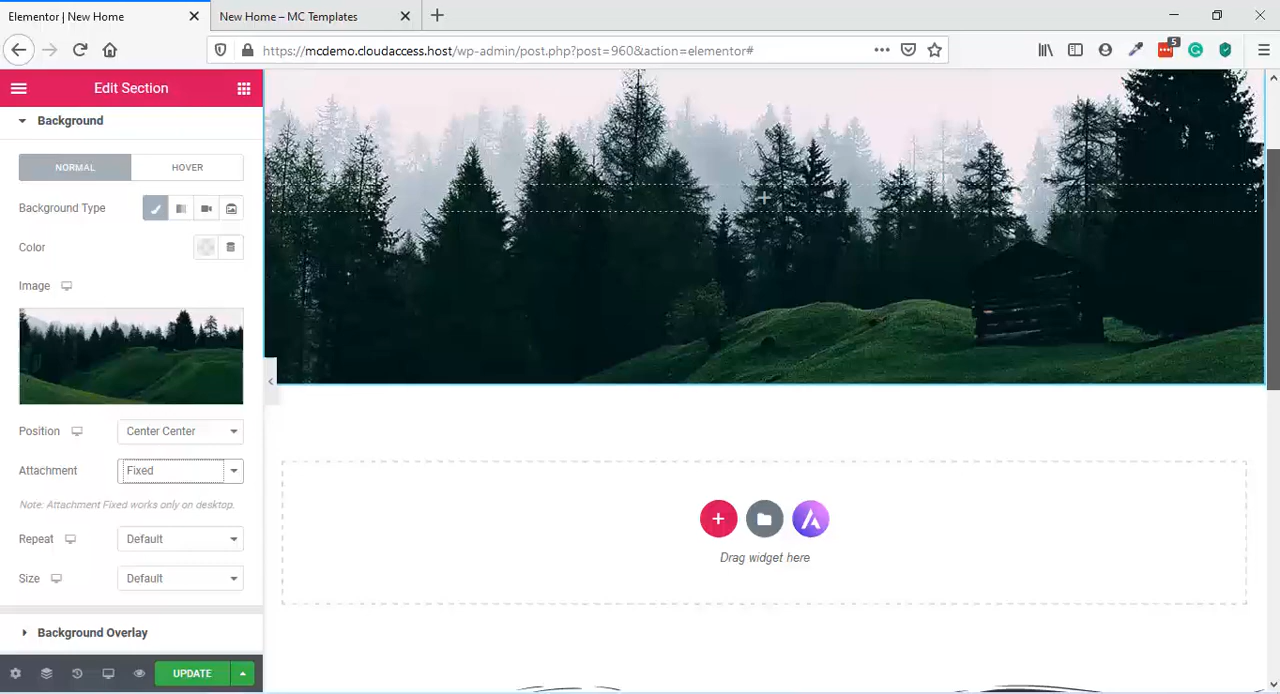 Elementor | New Home
New Home – MC Templates
https://mcdemo.cloudaccess.host/wp-admin/post.php?post=960&action=elementor#
5
Edit Section
Background
NORMAL
HOVER
Background Type
Color
Image
Position
Center Center
Attachment
Fixed
Note: Attachment Fixed works only on desktop.
Repeat
Default
Size
Default
Background Overlay
UPDATE
Drag widget here